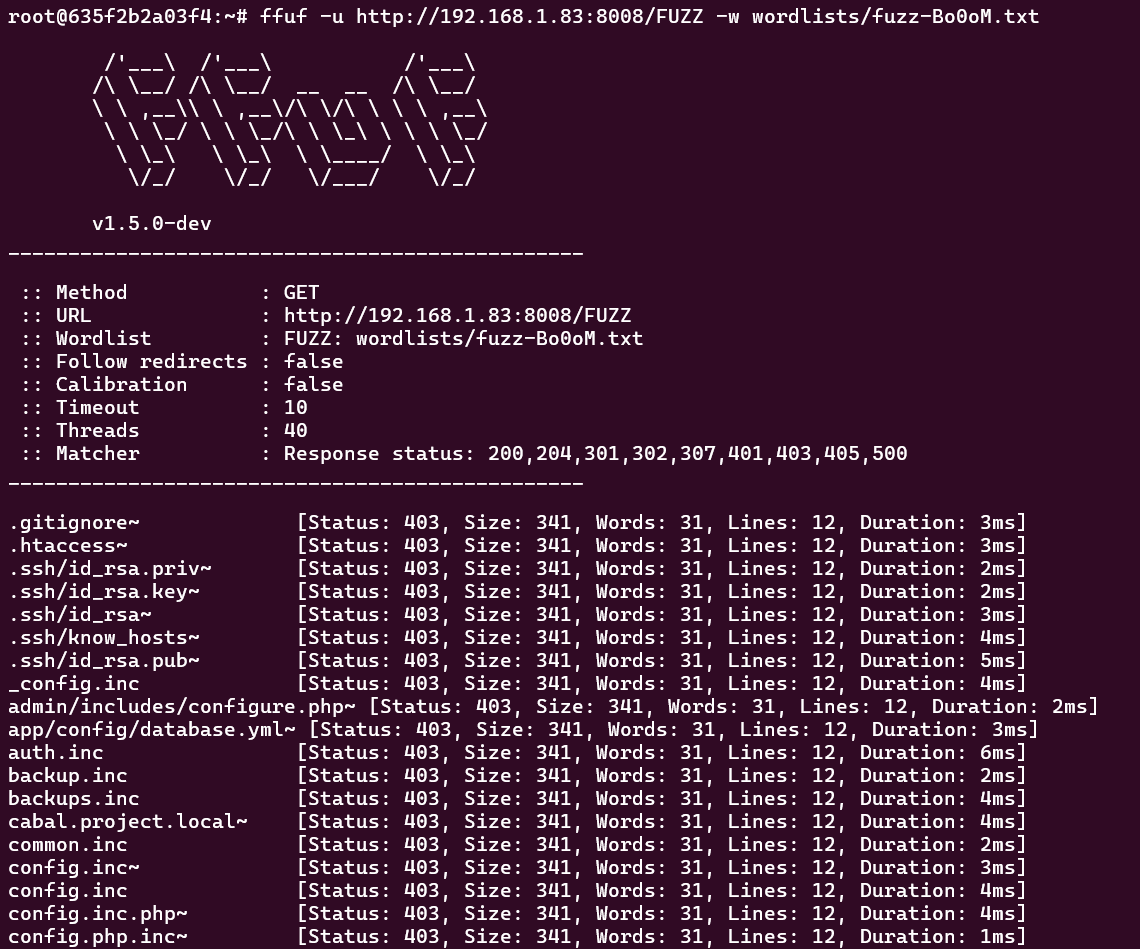 root@635f2b2a03f4:~# ffuf -u http://192.168.1.83:8008/FUZZ -w wordlists/fuzz-Bo0oM.txt
        /'___\  /'___\           /'___\
       /\ \__/ /\ \__/  __  __  /\ \__/
       \ \ ,__\\ \ ,__\/\ \/\ \ \ \ ,__\
        \ \ \_/ \ \ \_/\ \ \_\ \ \ \ \_/
         \ \_\   \ \_\  \ \____/  \ \_\
          \/_/    \/_/   \/___/    \/_/
       v1.5.0-dev
________________________________________________
 :: Method           : GET
 :: URL              : http://192.168.1.83:8008/FUZZ
 :: Wordlist         : FUZZ: wordlists/fuzz-Bo0oM.txt
 :: Follow redirects : false
 :: Calibration      : false
 :: Timeout          : 10
 :: Threads          : 40
 :: Matcher          : Response status: 200,204,301,302,307,401,403,405,500
________________________________________________
.gitignore~             [Status: 403, Size: 341, Words: 31, Lines: 12, Duration: 3ms]
.htaccess~              [Status: 403, Size: 341, Words: 31, Lines: 12, Duration: 3ms]
.ssh/id_rsa.priv~       [Status: 403, Size: 341, Words: 31, Lines: 12, Duration: 2ms]
.ssh/id_rsa.key~        [Status: 403, Size: 341, Words: 31, Lines: 12, Duration: 2ms]
.ssh/id_rsa~            [Status: 403, Size: 341, Words: 31, Lines: 12, Duration: 3ms]
.ssh/know_hosts~        [Status: 403, Size: 341, Words: 31, Lines: 12, Duration: 4ms]
.ssh/id_rsa.pub~        [Status: 403, Size: 341, Words: 31, Lines: 12, Duration: 5ms]
_config.inc             [Status: 403, Size: 341, Words: 31, Lines: 12, Duration: 4ms]
admin/includes/configure.php~ [Status: 403, Size: 341, Words: 31, Lines: 12, Duration: 2ms]
app/config/database.yml~ [Status: 403, Size: 341, Words: 31, Lines: 12, Duration: 3ms]
auth.inc                [Status: 403, Size: 341, Words: 31, Lines: 12, Duration: 6ms]
backup.inc              [Status: 403, Size: 341, Words: 31, Lines: 12, Duration: 2ms]
backups.inc             [Status: 403, Size: 341, Words: 31, Lines: 12, Duration: 4ms]
cabal.project.local~    [Status: 403, Size: 341, Words: 31, Lines: 12, Duration: 4ms]
common.inc              [Status: 403, Size: 341, Words: 31, Lines: 12, Duration: 2ms]
config.inc~             [Status: 403, Size: 341, Words: 31, Lines: 12, Duration: 3ms]
config.inc              [Status: 403, Size: 341, Words: 31, Lines: 12, Duration: 4ms]
config.inc.php~         [Status: 403, Size: 341, Words: 31, Lines: 12, Duration: 4ms]
config.php.inc~         [Status: 403, Size: 341, Words: 31, Lines: 12, Duration: 1ms]